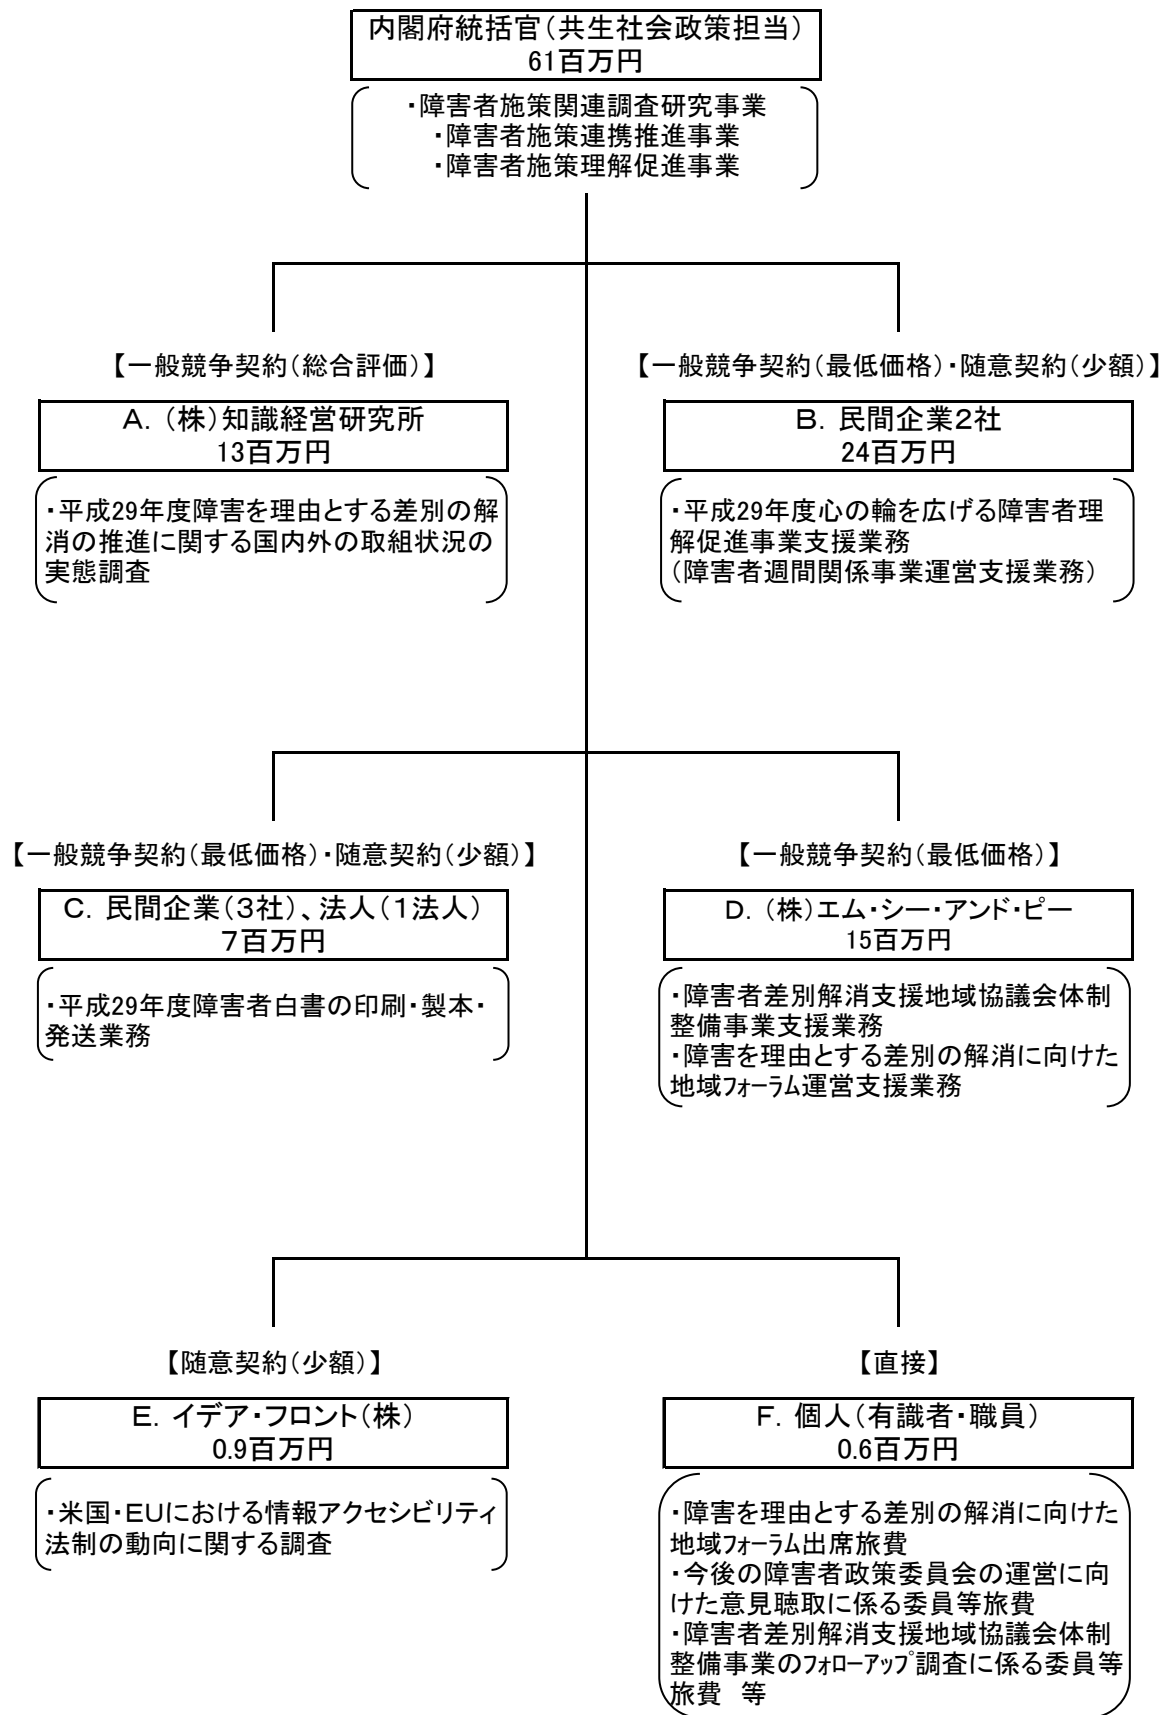 内閣府統括官（共生社会政策担当）
61百万円
・障害者施策関連調査研究事業
・障害者施策連携推進事業
・障害者施策理解促進事業
【一般競争契約（総合評価）】
A．（株）知識経営研究所
13百万円
・平成29年度障害を理由とする差別の解
消の推進に関する国内外の取組状況の
実態調査
【一般競争契約（最低価格）・随意契約（少額）】
B．民間企業２社
24百万円
・平成29年度心の輪を広げる障害者理
解促進事業支援業務
（障害者週間関係事業運営支援業務）
【一般競争契約（最低価格）・随意契約（少額）】
C．民間企業（３社）、法人（１法人）
７百万円
・平成29年度障害者白書の印刷・製本・
発送業務
【一般競争契約（最低価格）】
D．（株）エム・シー・アンド・ピー
15百万円
・障害者差別解消支援地域協議会体制
整備事業支援業務
・障害を理由とする差別の解消に向けた
地域フォーラム運営支援業務
【随意契約（少額）】
E．イデア・フロント（株）
0.9百万円
・米国・EUにおける情報アクセシビリティ
法制の動向に関する調査
【直接】
F．個人（有識者・職員）
0.6百万円
・障害を理由とする差別の解消に向けた
地域フォーラム出席旅費
・今後の障害者政策委員会の運営に向
けた意見聴取に係る委員等旅費
・障害者差別解消支援地域協議会体制
整備事業のフォローアップ調査に係る委員等
旅費　等